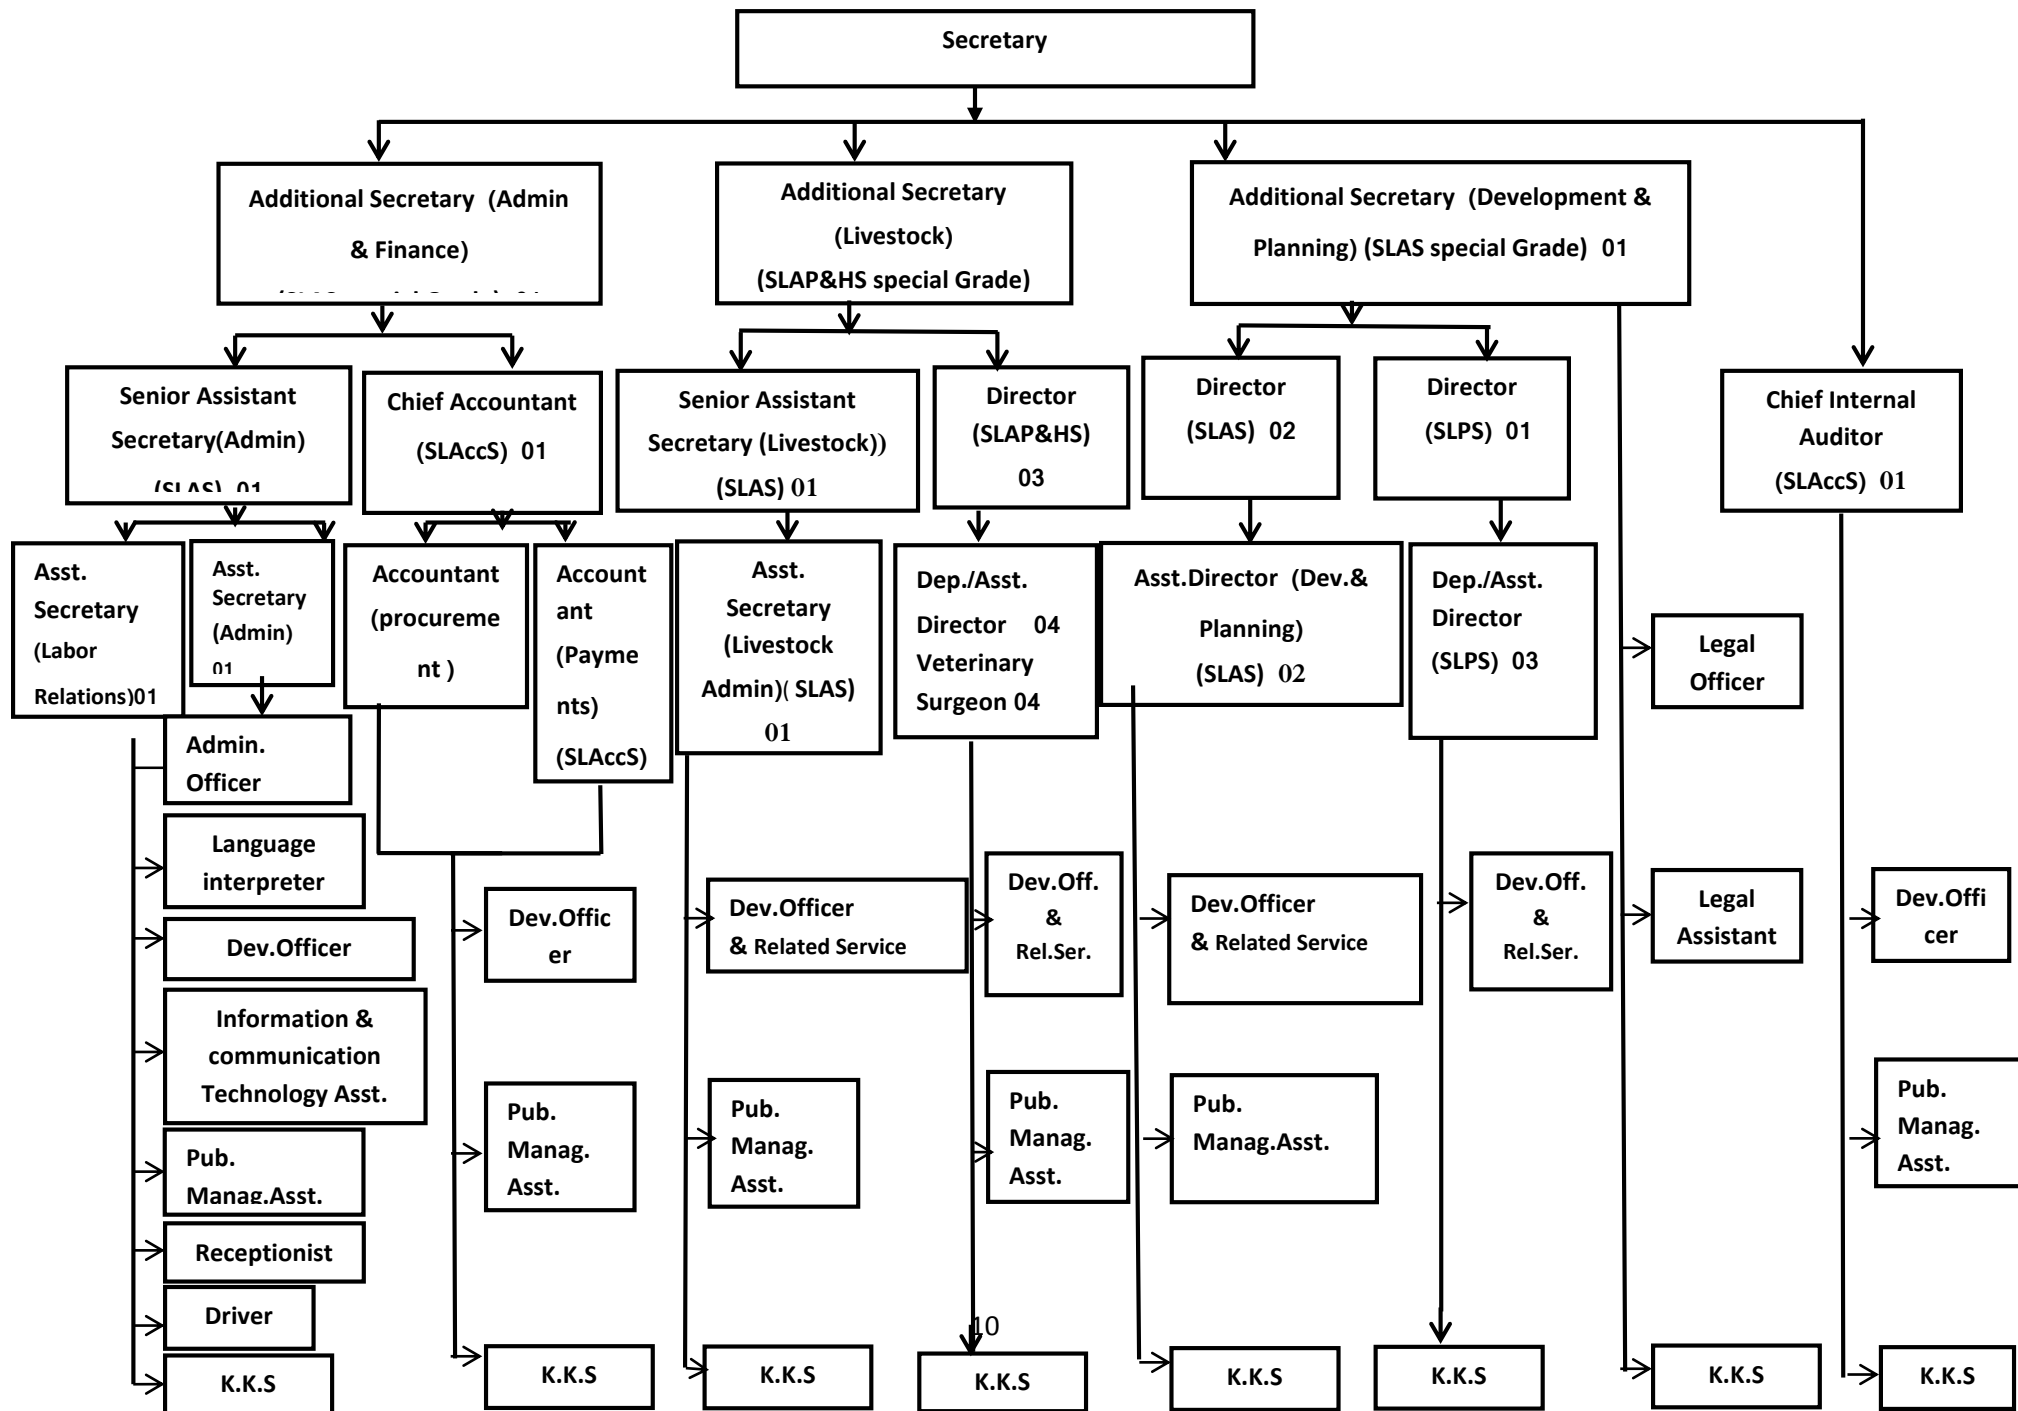 Secretary
Additional Secretary (Admin
& Finance)
Additional Secretary
(Livestock)
(SLAP&HS special Grade)
Additional Secretary (Development &
Planning) (SLAS special Grade) 01
Senior Assistant
Secretary(Admin)
(SLAS) 01
Chief Accountant
(SLAccS) 01
Senior Assistant
Secretary (Livestock))
(SLAS) 01
Director
(SLAP&HS)
03
Director
(SLAS) 02
Director
(SLPS) 01
Chief Internal
Auditor
(SLAccS) 01
Asst.
Secretary
(Labor
Relations)01
Asst.
Secretary
(Admin)
01
Accountant
(procureme
nt )
Account
ant
(Payme
nts)
(SLAccS)
Asst.
Secretary
(Livestock
Admin)( SLAS)
01
Dep./Asst.
Director 04
Veterinary
Surgeon 04
Asst.Director (Dev.&
Planning)
(SLAS) 02
Dep./Asst.
Director
(SLPS) 03
Legal
Officer
Admin.
Officer
Language
interpreter
Dev.Officer
Information &
communication
Technology Asst.
Pub.
Manag.Asst.
Receptionist
Driver
K.K.S
Dev.Offic
er
Pub.
Manag.
Asst.
K.K.S
Dev.Officer
& Related Service
Pub.
Manag.
Asst.
K.K.S
Dev.Off.
&
Rel.Ser.
Pub.
Manag.
Asst.
10
K.K.S
Dev.Officer
& Related Service
Pub.
Manag.Asst.
K.K.S
Dev.Off.
&
Rel.Ser.
K.K.S
Legal
Assistant
K.K.S
Dev.Offi
cer
Pub.
Manag.
Asst.
K.K.S